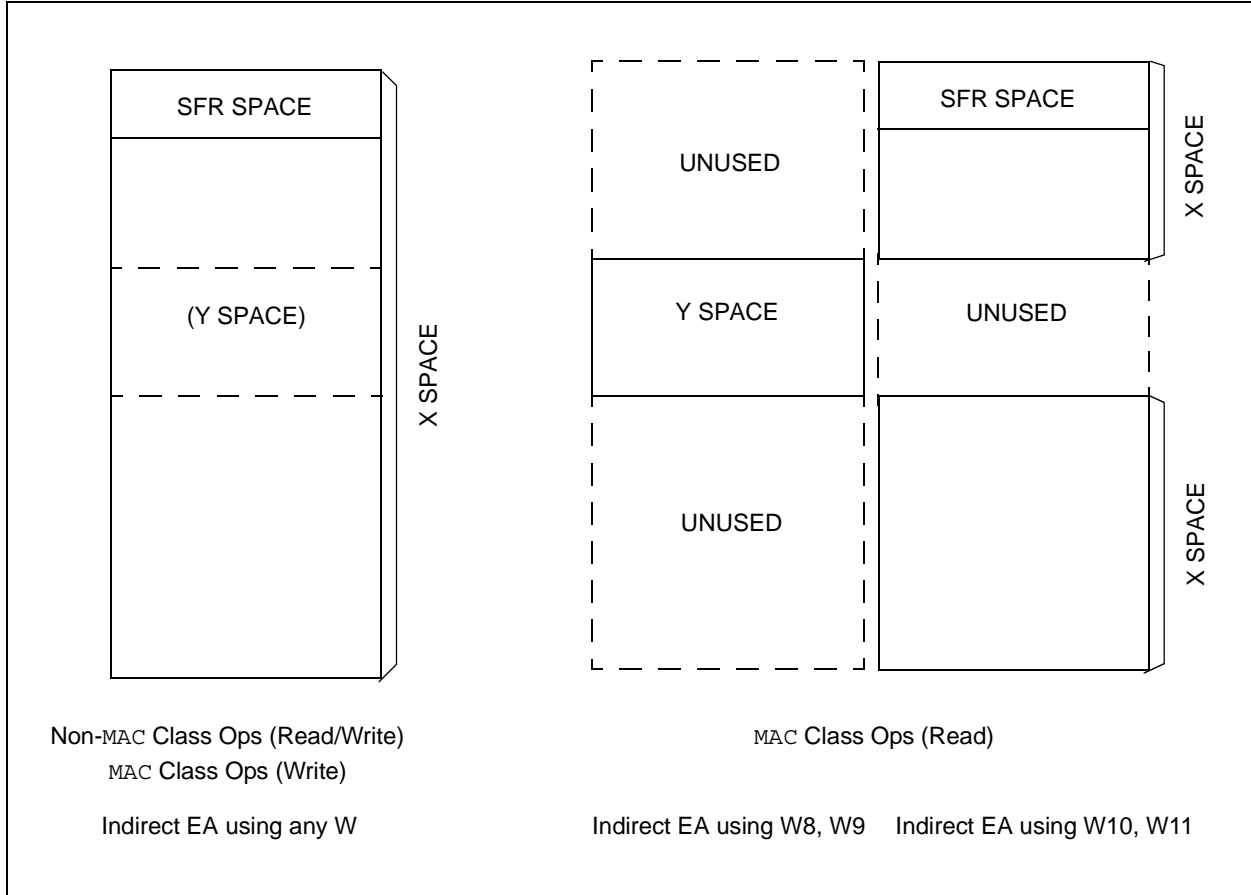 SFR SPACE
(Y SPACE)
X SPACE
Non-MAC Class Ops (Read/Write)
MAC Class Ops (Write)
Indirect EA using any W
UNUSED
Y SPACE
UNUSED
SFR SPACE
UNUSED
X SPACE
X SPACE
MAC Class Ops (Read)
Indirect EA using W8, W9
Indirect EA using W10, W11